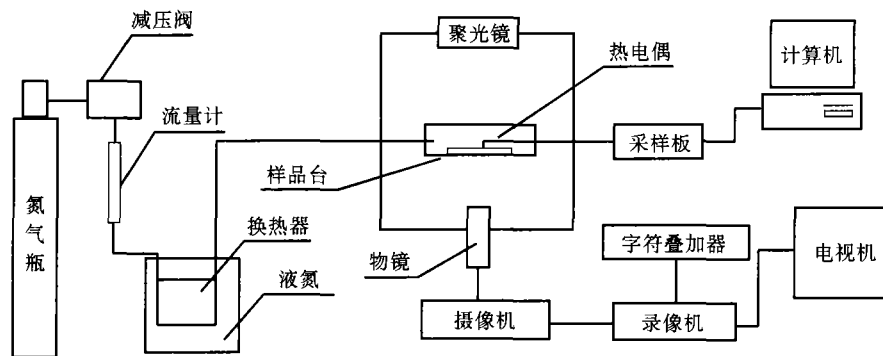 减压阀
聚光镜
热电偶
计算机
流量计
采样板
样品台
氮气瓶
换热器
物镜
字符叠加器
电视机
液氮
摄像机
录像机